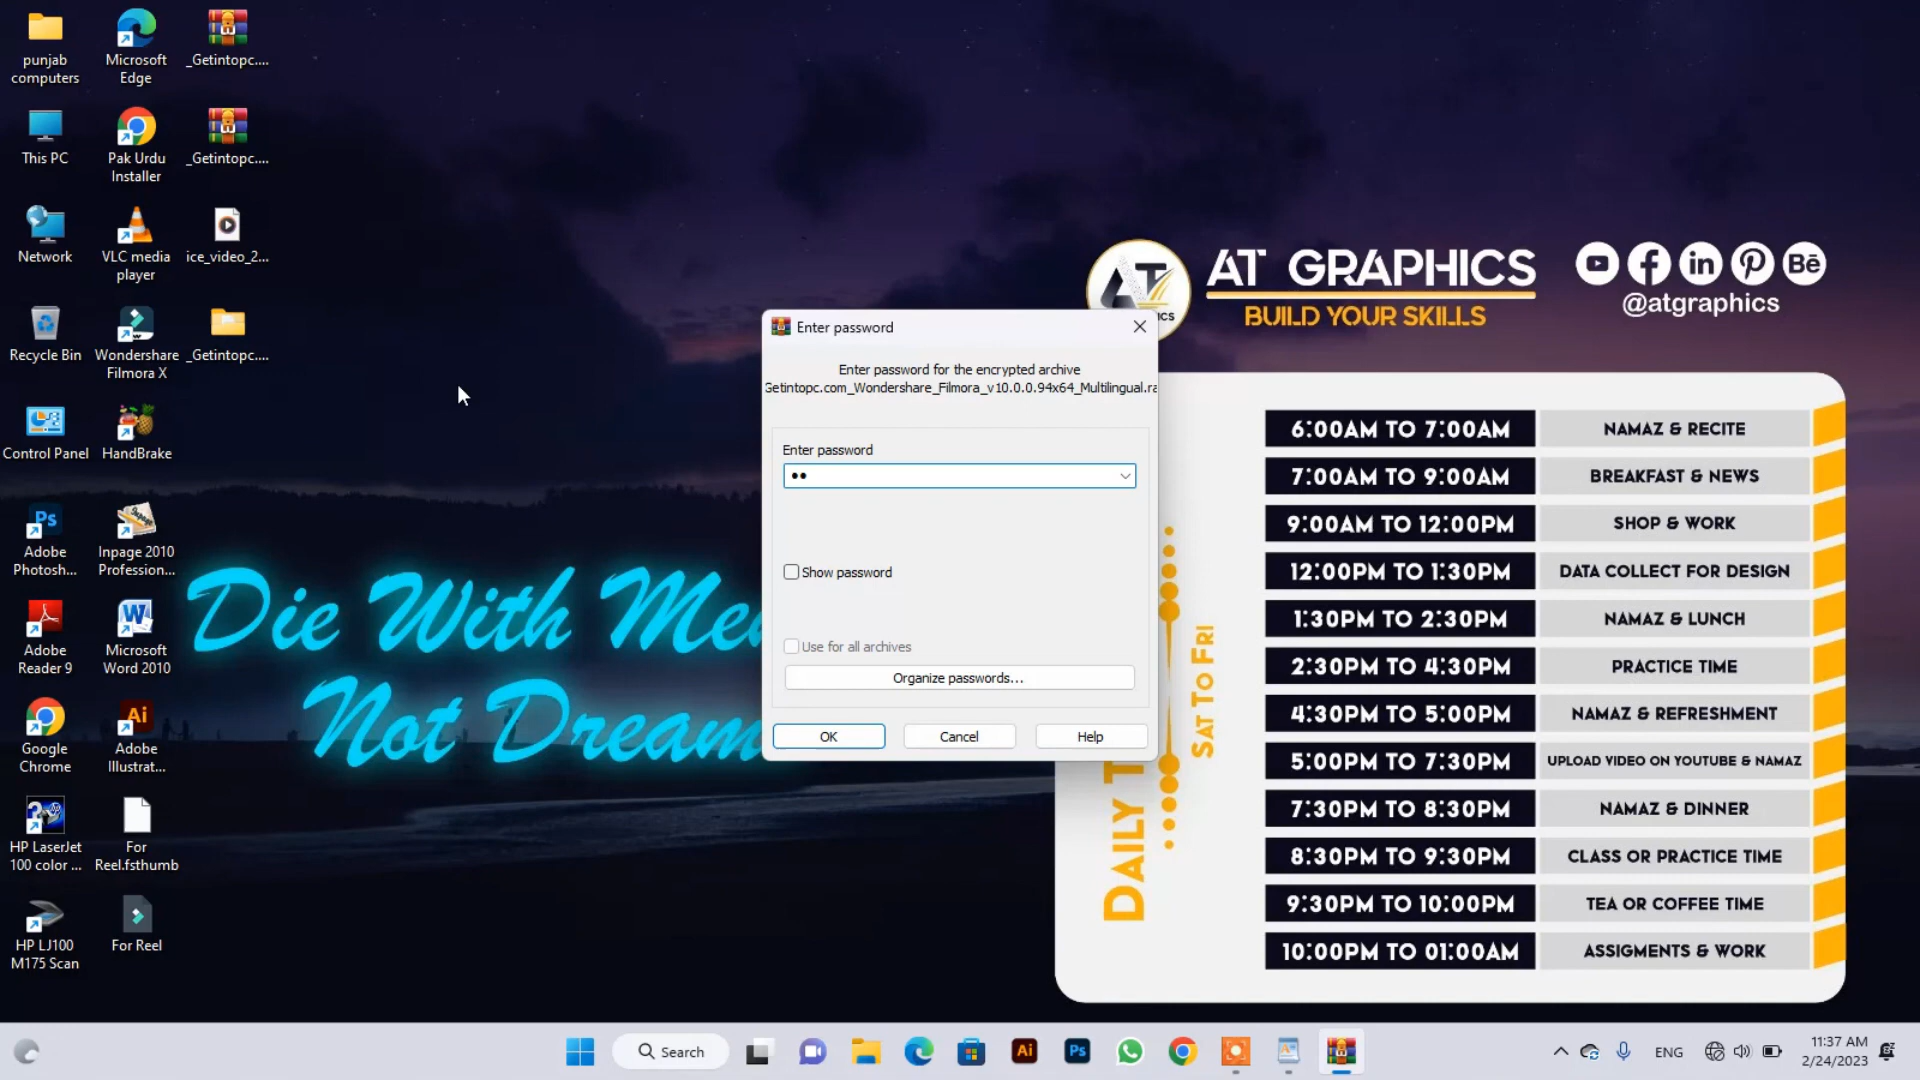 punjab
computers
Microsoft
Edge
_Getintopc....
This PC
Pak Urdu
Installer
_Getintopc....
Network
VLC media
player
ice_video_2...
Recycle Bin
Wondershare
Filmora X
_Getintopc....
Control Panel
HandBrake
Adobe
Photosh...
Inpage 2010
Profession...
Adobe
Reader 9
Microsoft
Word 2010
Google
Chrome
Adobe
Illustrat...
HP LaserJet
100 color ...
For
Reel.fsthumb
HP LJ100
M175 Scan
For Reel
Die With Me
Not Dream
Enter password
Enter password for the encrypted archive
Getintopc.com_Wondershare_Filmora_v10.0.0.94x64_Multilingual.ra
Enter password
••
Show password
Use for all archives
Organize passwords...
OK
Cancel
Help
AT GRAPHICS
BUILD YOUR SKILLS
@atgraphics
DAILY T
SAT TO FRI
6:00AM TO 7:00AM NAMAZ & RECITE
7:00AM TO 9:00AM BREAKFAST & NEWS
9:00AM TO 12:00PM SHOP & WORK
12:00PM TO 1:30PM DATA COLLECT FOR DESIGN
1:30PM TO 2:30PM NAMAZ & LUNCH
2:30PM TO 4:30PM PRACTICE TIME
4:30PM TO 5:00PM NAMAZ & REFRESHMENT
5:00PM TO 7:30PM UPLOAD VIDEO ON YOUTUBE & NAMAZ
7:30PM TO 8:30PM NAMAZ & DINNER
8:30PM TO 9:30PM CLASS OR PRACTICE TIME
9:30PM TO 10:00PM TEA OR COFFEE TIME
10:00PM TO 01:00AM ASSIGMENTS & WORK
Search
ENG
11:37 AM
2/24/2023